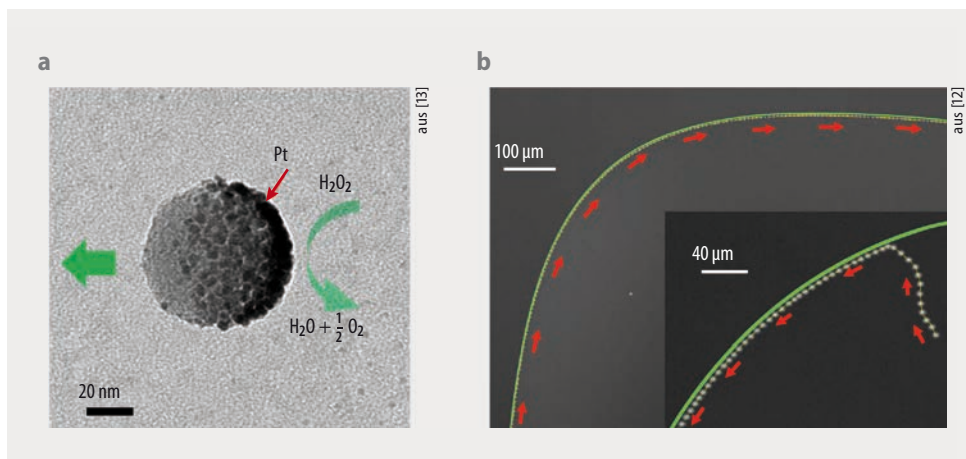 a
aus [13]
Pt
H₂O₂
H₂O + 1/2 O₂
20 nm
b
aus [12]
100 µm
40 µm